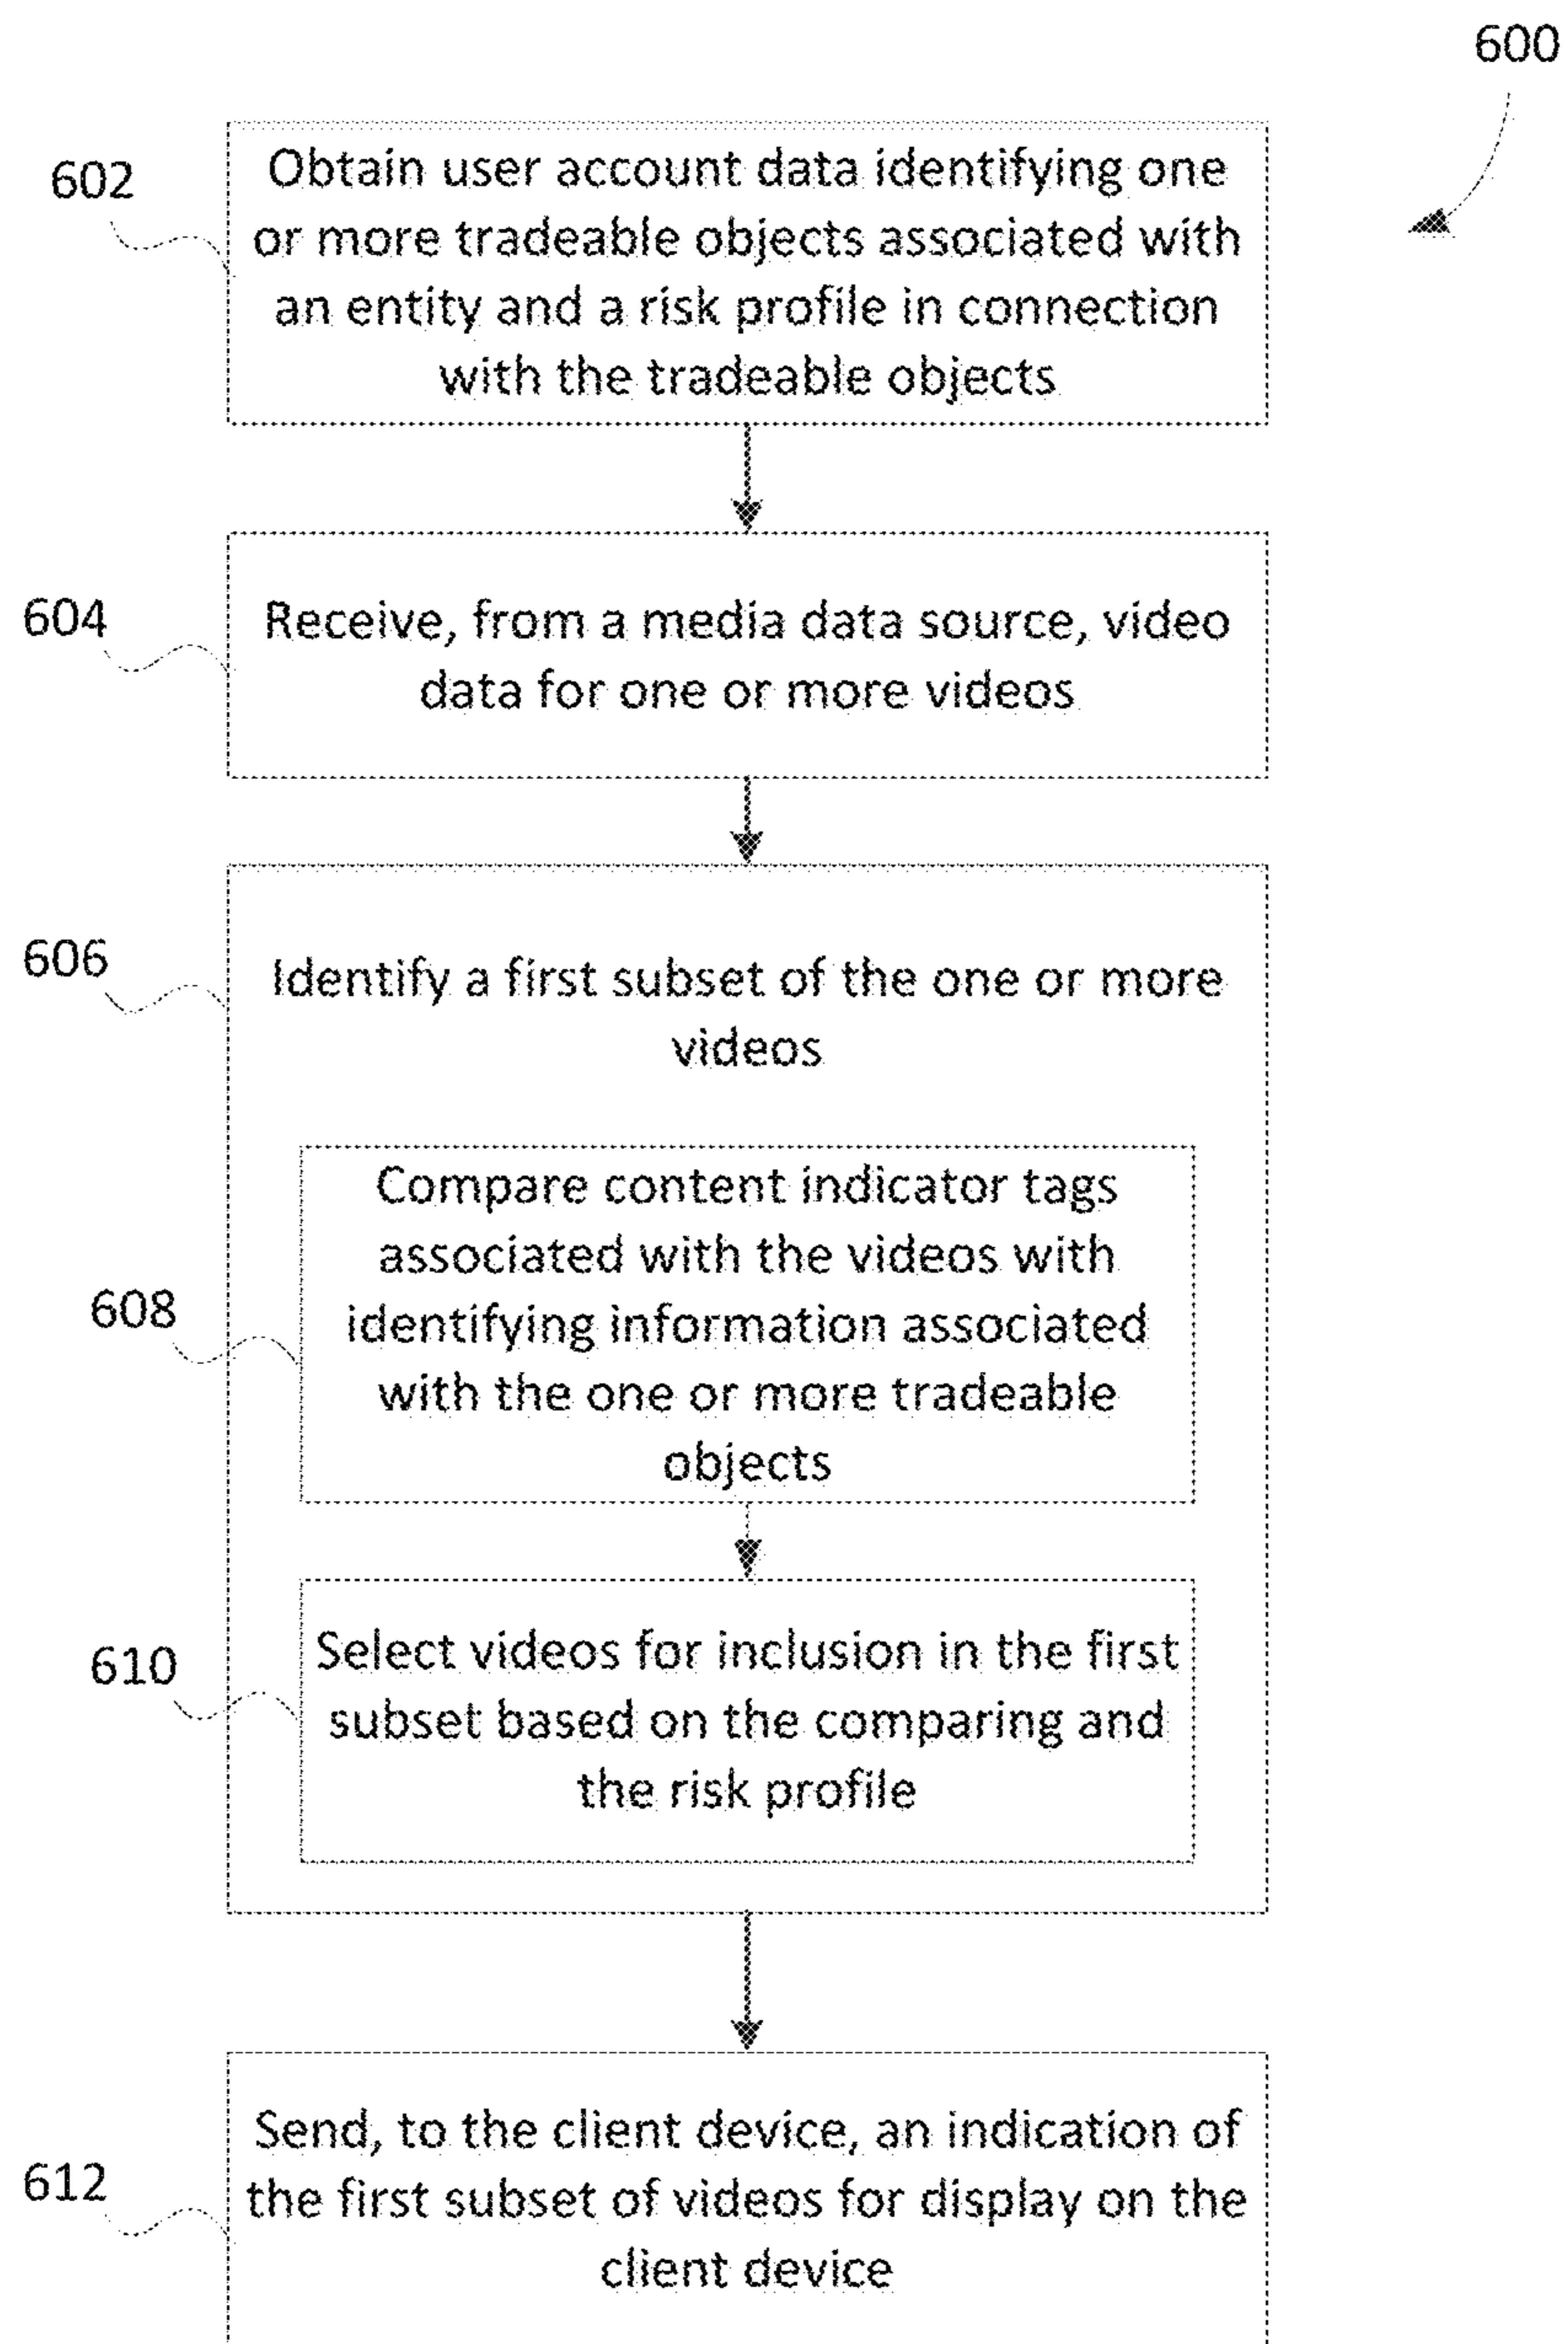 600
602
Obtain user account data identifying one
or more tradeable objects associated with
an entity and a risk profile in connection
with the tradeable objects
604
Receive, from a media data source, video
data for one or more videos
606
Identify a first subset of the one or more
videos
608
Compare content indicator tags
associated with the videos with
identifying information associated
with the one or more tradeable
objects
610
Select videos for inclusion in the first
subset based on the comparing and
the risk profile
612
Send, to the client device, an indication of
the first subset of videos for display on the
client device